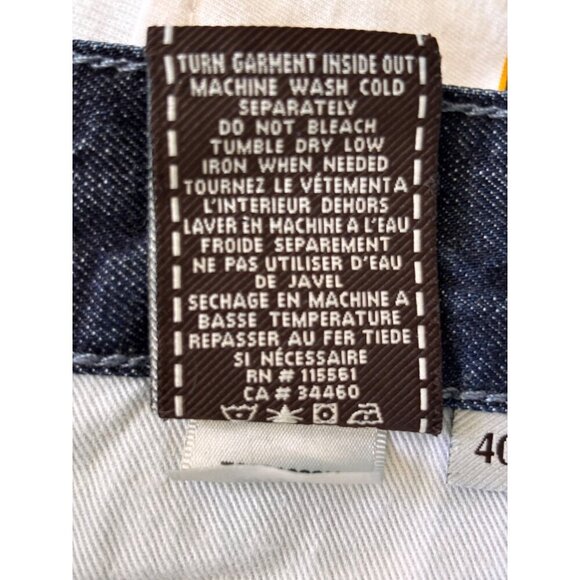 TURN GARMENT INSIDE OUT
MACHINE WASH COLD
SEPARATELY
DO NOT BLEACH
TUMBLE DRY LOW
IRON WHEN NEEDED
TOURNEZ LE VÉTEMENT A
L'INTERIEUR DEHORS
LAVER ÈN MACHINE A L'EAU
FROIDE SEPAREMENT
NE PAS UTILISER D'EAU
DE JAVEL
SECHAGE EN MACHINE A
BASSE TEMPERATURE
REPASSER AU FER TIEDE
SI NÉCESSAIRE
RN # 115561
CA # 34460
40